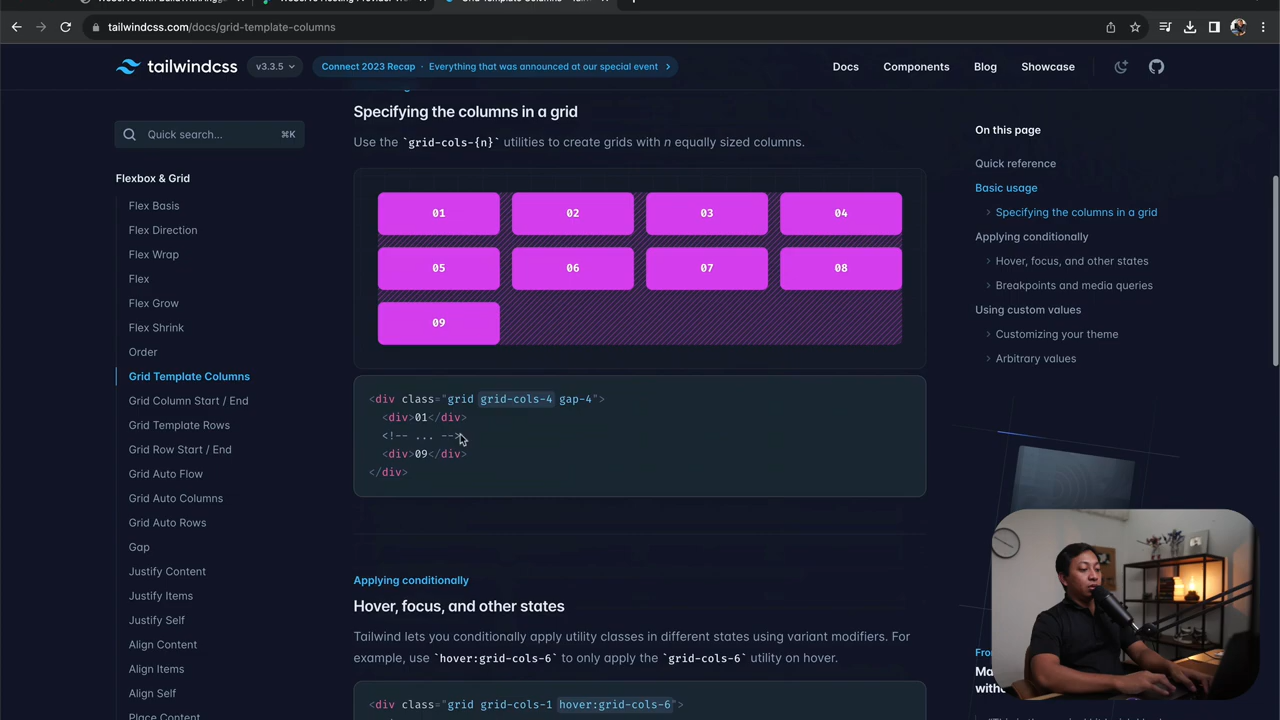 tailwindcss.com/docs/grid-template-columns
tailwindcss
v3.3.5
Connect 2023 Recap · Everything that was announced at our special event
Docs
Components
Blog
Showcase
Quick search...
⌘K
Flexbox & Grid
Flex Basis
Flex Direction
Flex Wrap
Flex
Flex Grow
Flex Shrink
Order
Grid Template Columns
Grid Column Start / End
Grid Template Rows
Grid Row Start / End
Grid Auto Flow
Grid Auto Columns
Grid Auto Rows
Gap
Justify Content
Justify Items
Justify Self
Align Content
Align Items
Align Self
Place Content
Specifying the columns in a grid
Use the `grid-cols-{n}` utilities to create grids with n equally sized columns.
01 02 03 04
05 06 07 08
09
<div class="grid grid-cols-4 gap-4">
<div>01</div>
<!-- ... -->
<div>09</div>
</div>
Applying conditionally
Hover, focus, and other states
Tailwind lets you conditionally apply utility classes in different states using variant modifiers. For
example, use `hover:grid-cols-6` to only apply the `grid-cols-6` utility on hover.
<div class="grid grid-cols-1 hover:grid-cols-6">
On this page
Quick reference
Basic usage
Specifying the columns in a grid
Applying conditionally
Hover, focus, and other states
Breakpoints and media queries
Using custom values
Customizing your theme
Arbitrary values